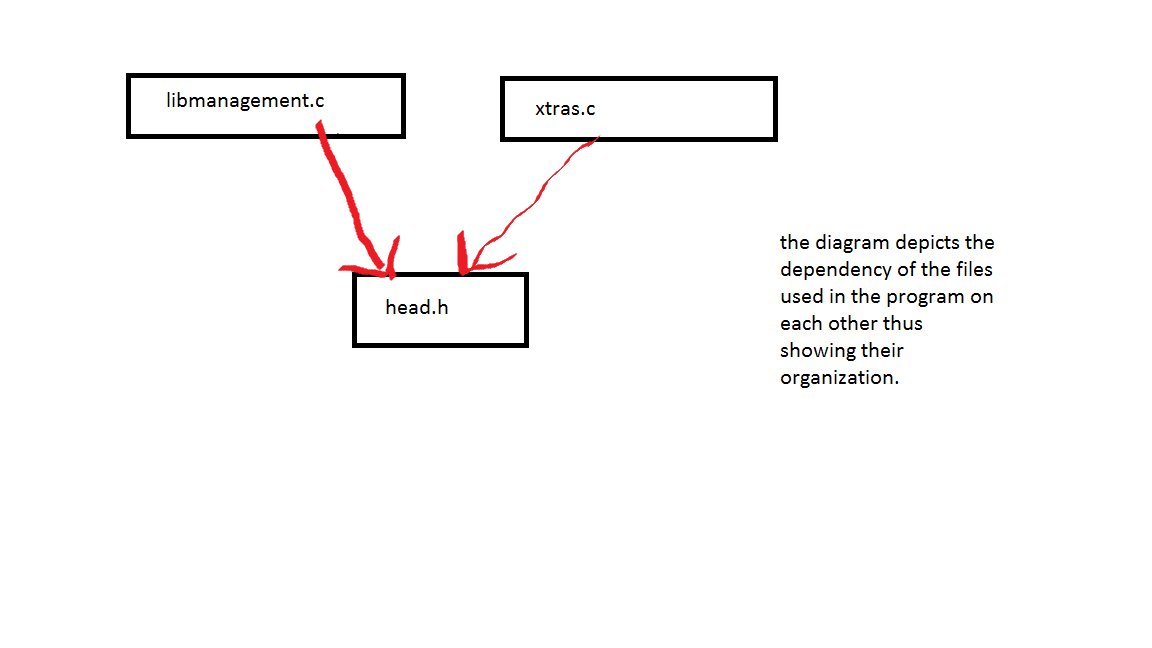 libmanagement.c
xtras.c
head.h
the diagram depicts the
dependency of the files
used in the program on
each other thus
showing their
organization.